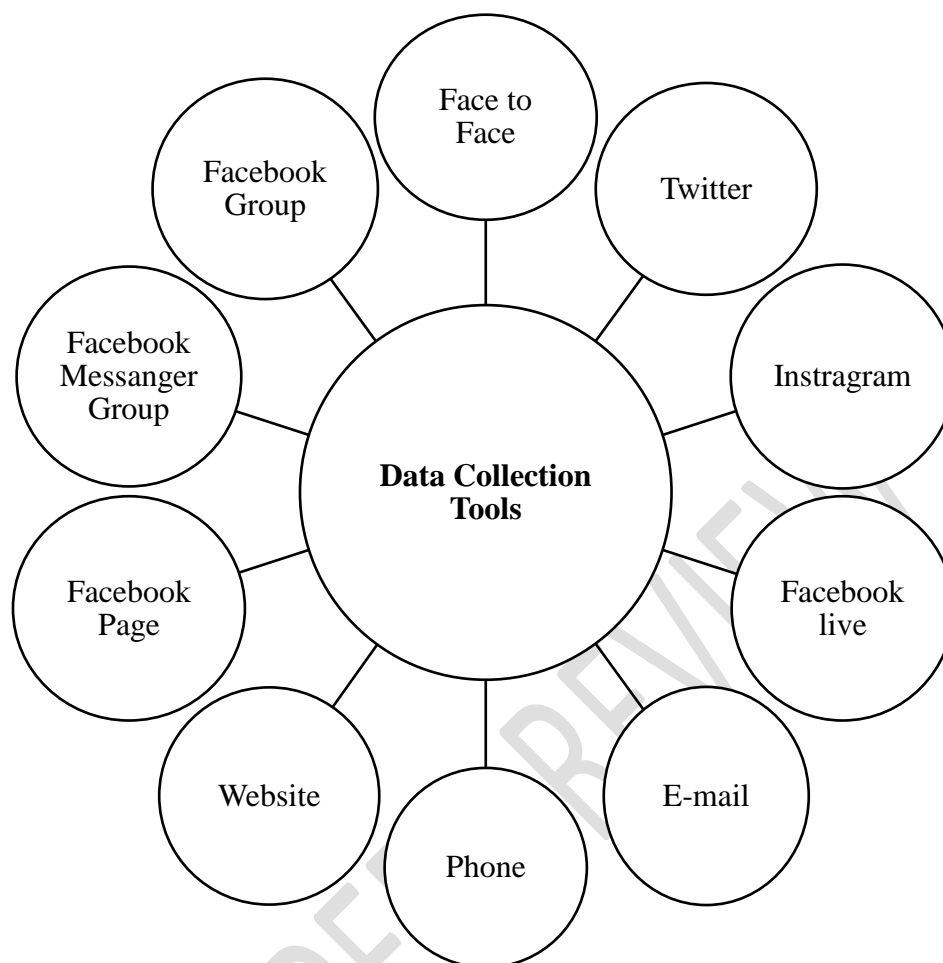 Face to
Face
Twitter
Instragram
Facebook
live
E-mail
Phone
Website
Facebook
Page
Facebook
Messanger
Group
Facebook
Group
Data Collection
Tools
REVIEW